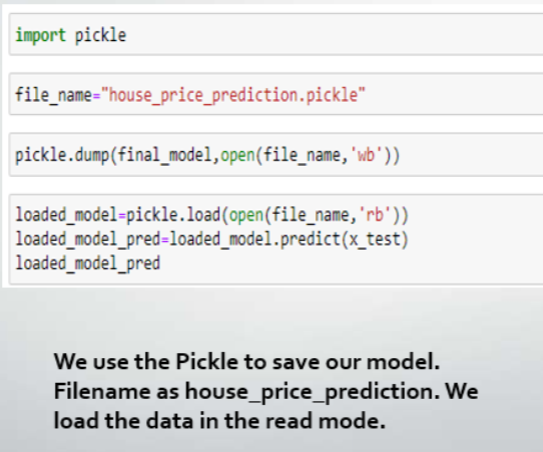 import pickle
file_name="house_price_prediction.pickle"
pickle.dump(final_model,open(file_name,'wb'))
loaded_model=pickle.load(open(file_name,'rb'))
loaded_model_pred=loaded_model.predict(x_test)
loaded_model_pred
We use the Pickle to save our model.
Filename as house_price_prediction. We
load the data in the read mode.